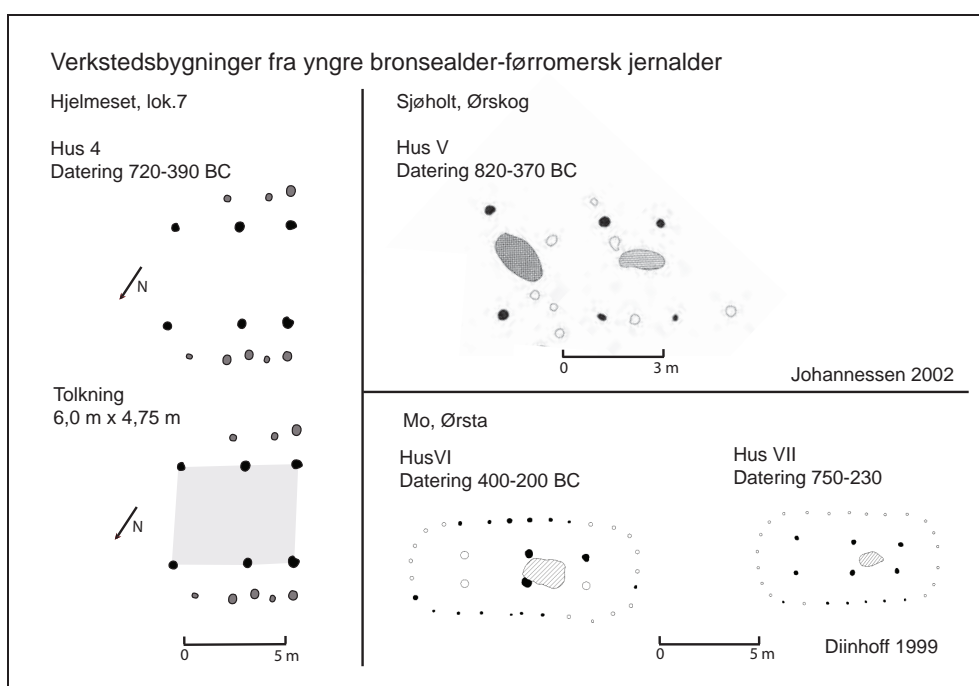 Verkstedsbygninger fra yngre bronsealder-førromersk jernalder
Hjelmeset, lok.7
Hus 4
Datering 720-390 BC
N
Tolkning
6,0 m x 4,75 m
N
0 5 m
Sjøholt, Ørskog
Hus V
Datering 820-370 BC
0 3 m
Johannessen 2002
Mo, Ørsta
HusVI
Datering 400-200 BC
Hus VII
Datering 750-230
0 5 m
Diinhoff 1999